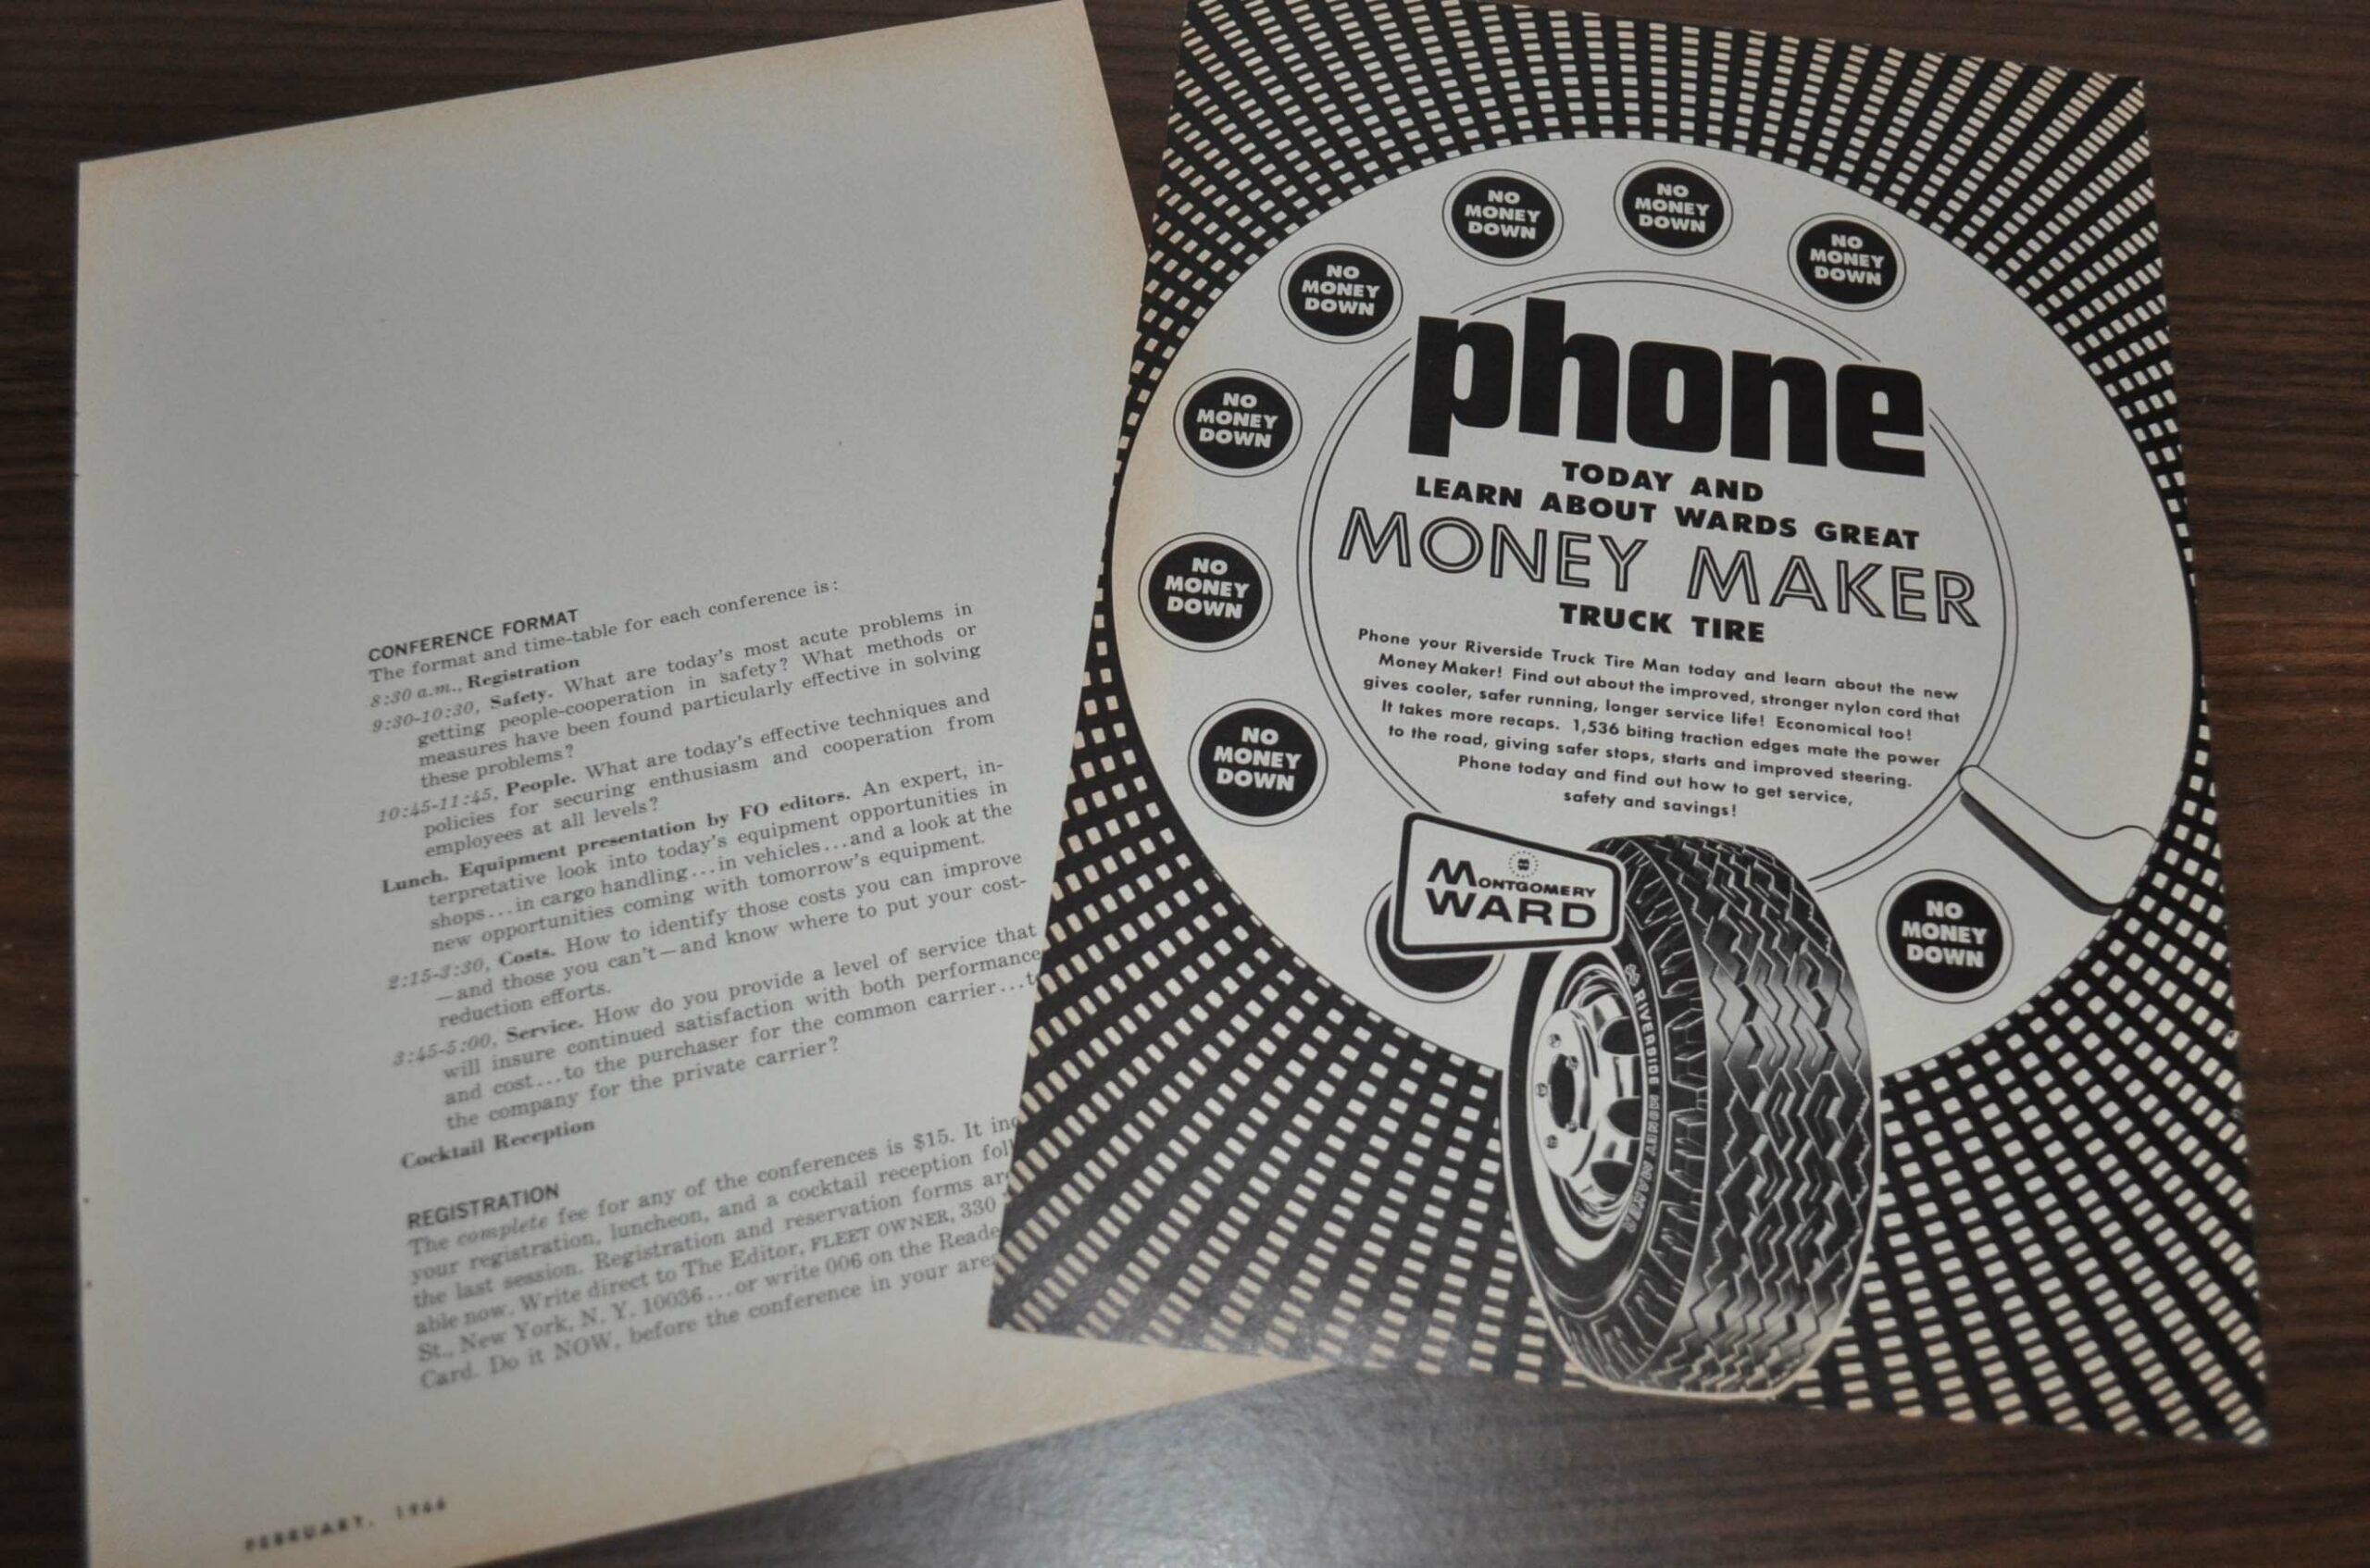 CONFERENCE FORMAT
The format and time-table for each conference is:
8:30 a.m., Registration
9:30-10:30, Safety. What are today's most acute problems in
getting people-cooperation in safety? What methods or
measures have been found particularly effective in solving
these problems?
10:45-11:45, People. What are today's effective techniques and
policies for securing enthusiasm and cooperation from
employees at all levels?
Lunch. Equipment presentation by FO editors. An expert, in-
terpretative look into today's equipment opportunities in
shops...in cargo handling...in vehicles...and a look at the
new opportunities coming with tomorrow's equipment.
2:15-3:30, Costs. How to identify those costs you can improve
—and those you can't—and know where to put your cost-
reduction efforts.
3:45-5:00, Service. How do you provide a level of service that
will insure continued satisfaction with both performance
and cost...to the purchaser for the common carrier...
the company for the private carrier?
Cocktail Reception
REGISTRATION
The complete fee for any of the conferences is $15. It
your registration, luncheon, and a cocktail reception
the last session. Registration and reservation forms
able now. Write direct to The Editor, FLEET OWNER, 330
St., New York, N. Y. 10036...or write 006 on the
Card. Do it NOW, before the conference in your
FEBRUARY, 1966
NO
MONEY
DOWN
NO
MONEY
DOWN
NO
MONEY
DOWN
NO
MONEY
DOWN
NO
MONEY
DOWN
NO
MONEY
DOWN
NO
MONEY
DOWN
phone
TODAY AND
LEARN ABOUT WARDS GREAT
MONEY MAKER
TRUCK TIRE
Phone your Riverside Truck Tire Man today and learn about the new
Money Maker! Find out about the improved, stronger nylon cord that
gives cooler, safer running, longer service life! Economical too!
It takes more recaps. 1,536 biting traction edges mate the power
to the road, giving safer stops, starts and improved steering.
Phone today and find out how to get service,
safety and savings!
MONTGOMERY
WARD
RIVERSIDE MONEY MAKER
NO
MONEY
DOWN